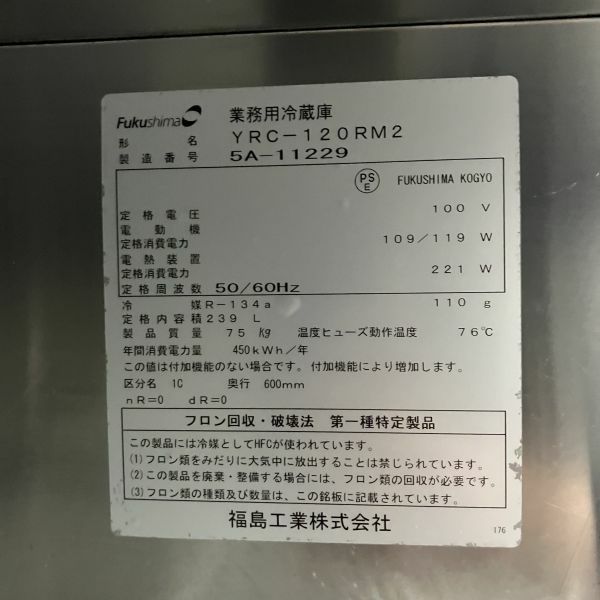 Fukushima 業務用冷蔵庫
形名 YRC-120RM2
製造番号 5A-11229
PSE FUKUSHIMA KOGYO
定格電圧 100 V
電動機
定格消費電力 109/119 W
電熱装置
定格消費電力 221 W
定格周波数 50/60Hz
冷媒 R-134a 110 g
定格内容積 239 L
製品質量 75 kg 温度ヒューズ動作温度 76℃
年間消費電力量 450kWh/年
この値は付加機能のない場合です。付加機能により増加します。
区分名 1C 奥行 600mm
nR=0 dR=0
フロン回収・破壊法 第一種特定製品
この製品には冷媒としてHFCが使われています。
(1)フロン類をみだりに大気中に放出することは禁じられています。
(2)この製品を廃棄・整備する場合には、フロン類の回収が必要です。
(3)フロン類の種類及び数量は、この銘板に記載されています。
福島工業株式会社
176